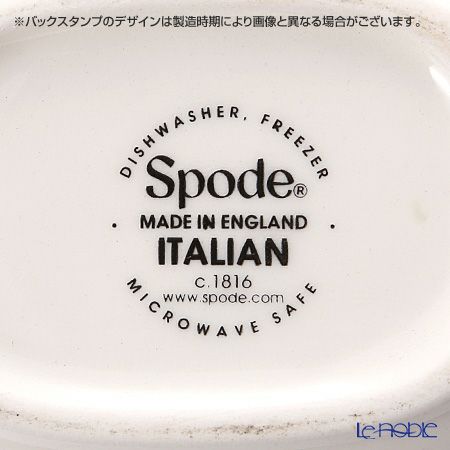 ※バックスタンプのデザインは製造時期により画像と異なる場合がございます。
DISHWASHER, FREEZER
Spode®
· MADE IN ENGLAND ·
ITALIAN
c.1816
www.spode.com
MICROWAVE SAFE
Le-noble